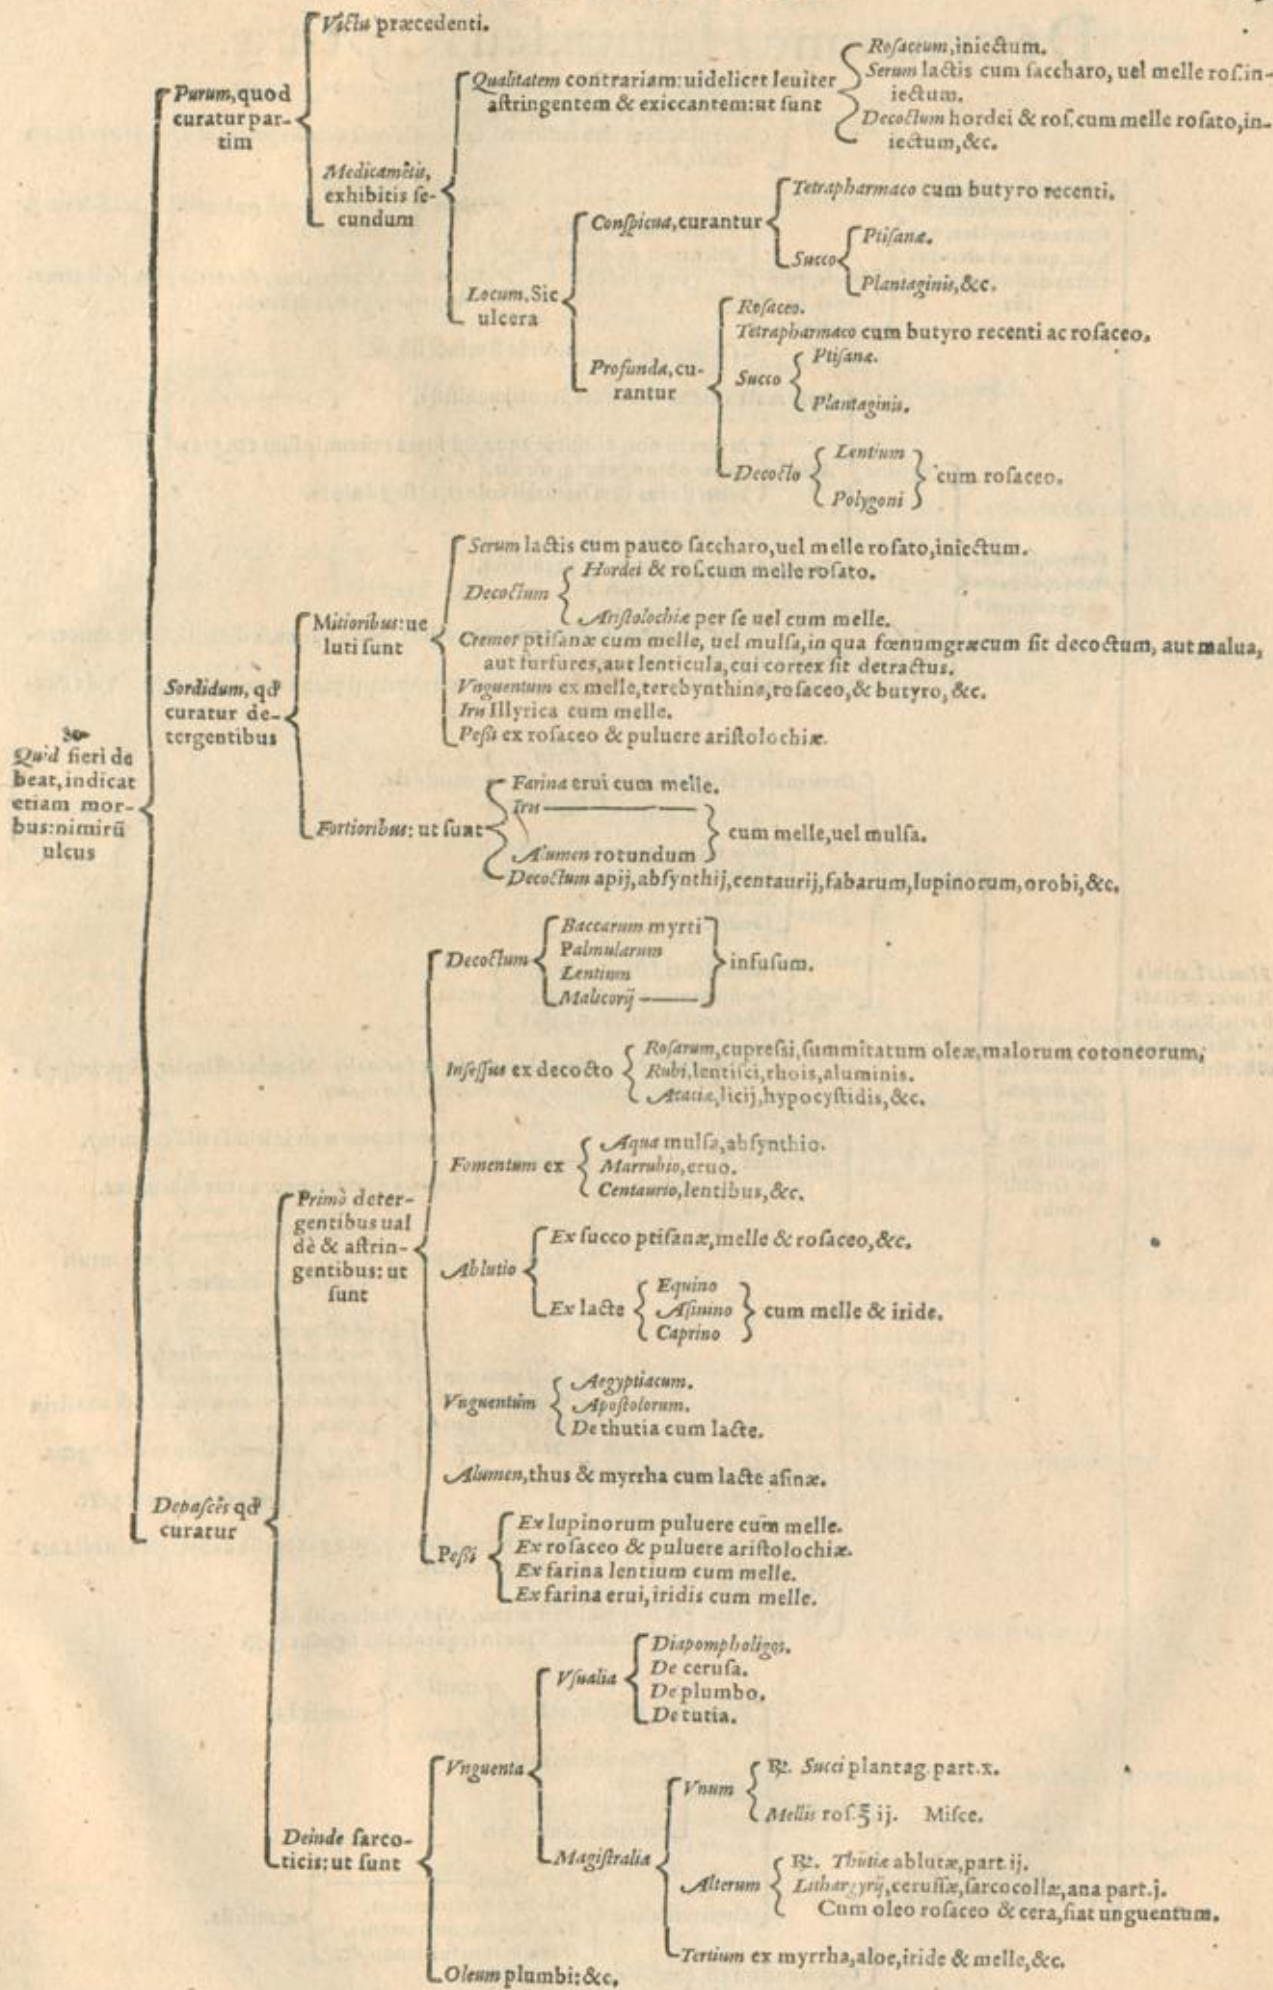 30
Quid fieri de
beat, indicat
etiam mor-
bus: nimirū
ulcus
Purum, quod
curatur par-
tim
Victu præcedenti.
Medicamētis,
exhibitis ſe-
cundum
Qualitatem contrariam: uidelicet leuiter
aſtringentem & exiccantem: ut ſunt
Roſaceum, iniectum.
Serum lactis cum ſaccharo, uel melle roſ. in-
iectum.
Decoctum hordei & roſ. cum melle roſato, in-
iectum, &c.
Locum. Sic
ulcera
Conſpicua, curantur
Tetrapharmaco cum butyro recenti.
Succo
Ptiſanæ.
Plantaginis, &c.
Profunda, cu-
rantur
Roſaceo.
Tetrapharmaco cum butyro recenti ac roſaceo.
Succo
Ptiſanæ.
Plantaginis.
Decocto
Lentium
Polygoni
cum roſaceo.
Sordidum, qđ
curatur de-
tergentibus
Mitioribus: ue
luti ſunt
Serum lactis cum pauco ſaccharo, uel melle roſato, iniectum.
Decoctum
Hordei & roſ. cum melle roſato.
Ariſtolochiæ per ſe uel cum melle.
Cremor ptiſanæ cum melle, uel mulſa, in qua fœnumgræcum ſit decoctum, aut malua,
aut furfures, aut lenticula, cui cortex ſit detractus.
Vnguentum ex melle, terebynthina, roſaceo, & butyro, &c.
Iris Illyrica cum melle.
Peſſi ex roſaceo & puluere ariſtolochiæ.
Fortioribus: ut ſunt
Farina erui cum melle.
Iris
Alumen rotundum
cum melle, uel mulſa.
Decoctum apij, abſynthij, centaurij, fabarum, lupinorum, orobi, &c.
Depaſcēs qđ
curatur
Primò deter-
gentibus ual
dè & aſtrin-
gentibus: ut
ſunt
Decoctum
Baccarum myrti
Palmularum
Lentium
Malicorij
infuſum.
Inſeſſus ex decocto
Roſarum, cupreſsi, ſummitatum oleæ, malorum cotoneorum,
Rubi, lentiſci, rhois, aluminis.
Acaciæ, licij, hypocyſtidis, &c.
Fomentum ex
Aqua mulſa, abſynthio.
Marrubio, eruo.
Centaurio, lentibus, &c.
Ablutio
Ex ſucco ptiſanæ, melle & roſaceo, &c.
Ex lacte
Equino
Aſinino
Caprino
cum melle & iride.
Vnguentum
Aegyptiacum.
Apoſtolorum.
De thutia cum lacte.
Alumen, thus & myrrha cum lacte aſinæ.
Peſſi
Ex lupinorum puluere cum melle.
Ex roſaceo & puluere ariſtolochiæ.
Ex farina lentium cum melle.
Ex farina erui, iridis cum melle.
Deinde ſarco-
ticis: ut ſunt
Vnguenta
Vſualia
Diapompholigos.
De ceruſa.
De plumbo.
De tutia.
Magiſtralia
Vnum
℞. Succi plantag. part. x.
Mellis roſ. ℥ ij. Miſce.
Alterum
℞. Thutiæ ablutæ, part. ij.
Lithargyrij, ceruſſæ, ſarcocollæ, ana part. j.
Cum oleo roſaceo & cera, fiat unguentum.
Tertium ex myrrha, aloe, iride & melle, &c.
Oleum plumbi: &c.